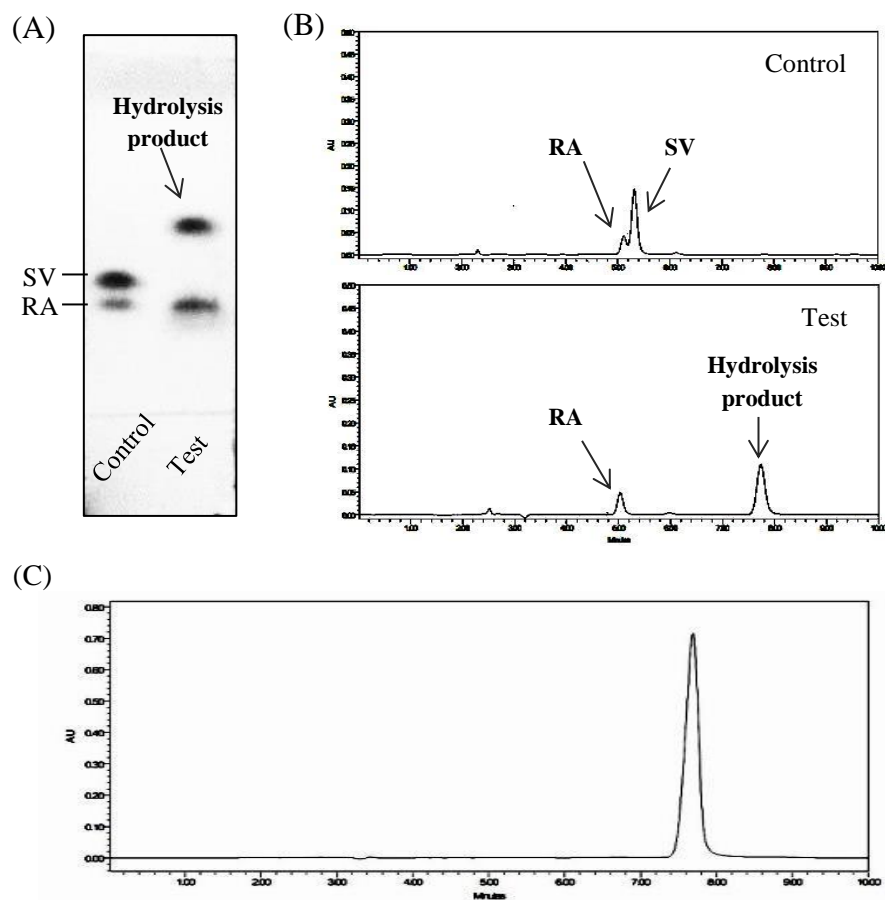 (A)
Hydrolysis
product
SV
RA
Control
Test
(B)
Control
RA
SV
AU
Test
Hydrolysis
product
RA
AU
Minutes
(C)
0.80
0.70
0.60
0.50
0.40
0.30
0.20
0.10
0.00
AU
1.00 2.00 3.00 4.00 5.00 6.00 7.00 8.00 9.00 10.00
Minutes